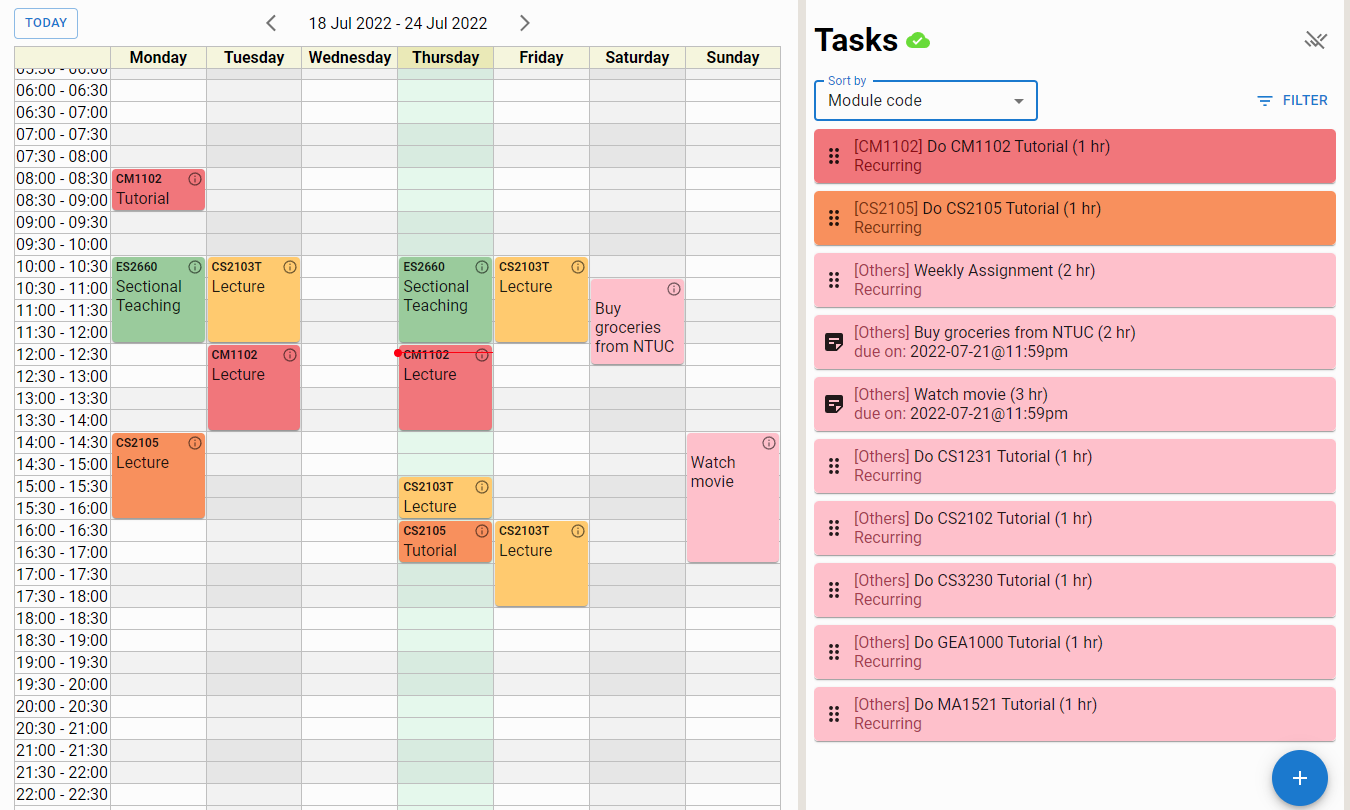 TODAY
18 Jul 2022 - 24 Jul 2022
Monday Tuesday Wednesday Thursday Friday Saturday Sunday
05:30 - 06:00
06:00 - 06:30
06:30 - 07:00
07:00 - 07:30
07:30 - 08:00
08:00 - 08:30
08:30 - 09:00
09:00 - 09:30
09:30 - 10:00
10:00 - 10:30
10:30 - 11:00
11:00 - 11:30
11:30 - 12:00
12:00 - 12:30
12:30 - 13:00
13:00 - 13:30
13:30 - 14:00
14:00 - 14:30
14:30 - 15:00
15:00 - 15:30
15:30 - 16:00
16:00 - 16:30
16:30 - 17:00
17:00 - 17:30
17:30 - 18:00
18:00 - 18:30
18:30 - 19:00
19:00 - 19:30
19:30 - 20:00
20:00 - 20:30
20:30 - 21:00
21:00 - 21:30
21:30 - 22:00
22:00 - 22:30
CM1102
Tutorial
ES2660
Sectional
Teaching
CS2105
Lecture
CS2103T
Lecture
CM1102
Lecture
ES2660
Sectional
Teaching
CM1102
Lecture
CS2103T
Lecture
CS2105
Tutorial
CS2103T
Lecture
CS2103T
Lecture
Buy
groceries
from NTUC
Watch
movie
Tasks
Sort by
Module code
FILTER
[CM1102] Do CM1102 Tutorial (1 hr)
Recurring
[CS2105] Do CS2105 Tutorial (1 hr)
Recurring
[Others] Weekly Assignment (2 hr)
Recurring
[Others] Buy groceries from NTUC (2 hr)
due on: 2022-07-21@11:59pm
[Others] Watch movie (3 hr)
due on: 2022-07-21@11:59pm
[Others] Do CS1231 Tutorial (1 hr)
Recurring
[Others] Do CS2102 Tutorial (1 hr)
Recurring
[Others] Do CS3230 Tutorial (1 hr)
Recurring
[Others] Do GEA1000 Tutorial (1 hr)
Recurring
[Others] Do MA1521 Tutorial (1 hr)
Recurring